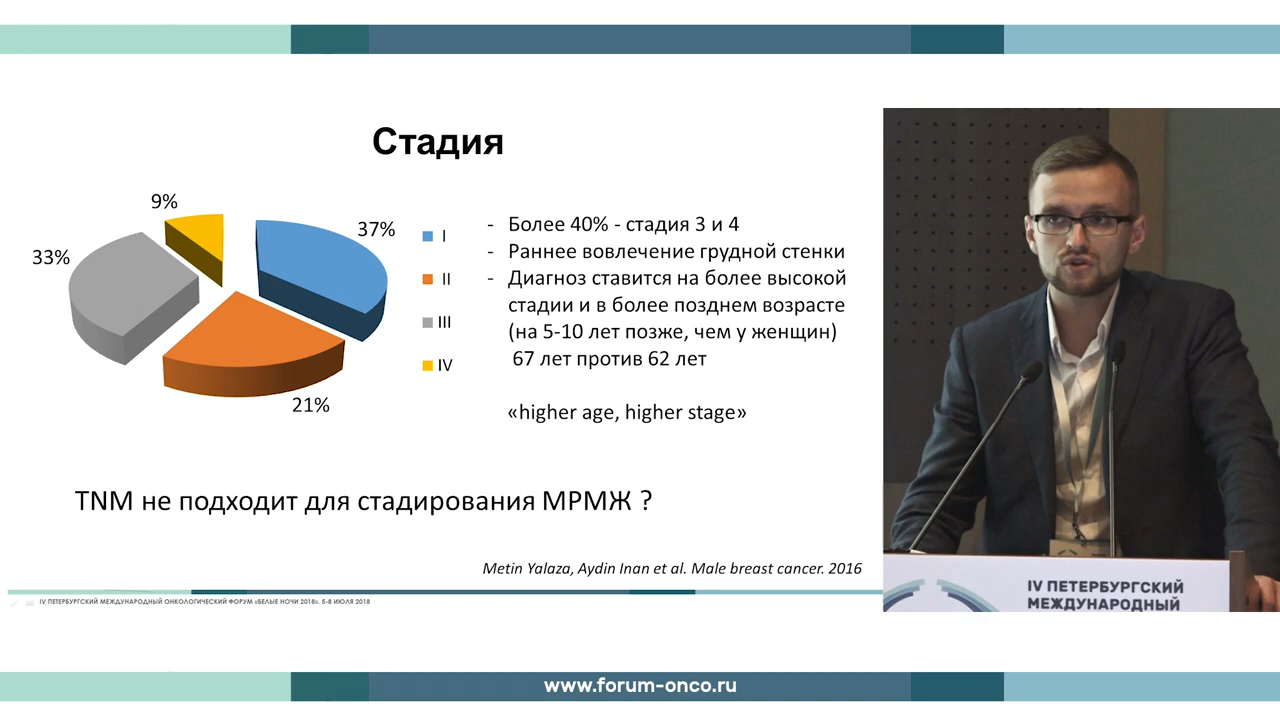 Стадия
9%
37%
33%
21%
I
II
III
IV
- Более 40% - стадия 3 и 4
- Раннее вовлечение грудной стенки
- Диагноз ставится на более высокой
стадии и в более позднем возрасте
(на 5-10 лет позже, чем у женщин)
67 лет против 62 лет
«higher age, higher stage»
TNM не подходит для стадирования МРМЖ ?
Metin Yalaza, Aydin Inan et al. Male breast cancer. 2016
IV ПЕТЕРБУРГСКИЙ МЕЖДУНАРОДНЫЙ ОНКОЛОГИЧЕСКИЙ ФОРУМ «БЕЛЫЕ НОЧИ 2018». 5-8 ИЮЛЯ 2018
IV ПЕТЕРБУРГСКИЙ
МЕЖДУНАРОДНЫЙ
www.forum-onco.ru